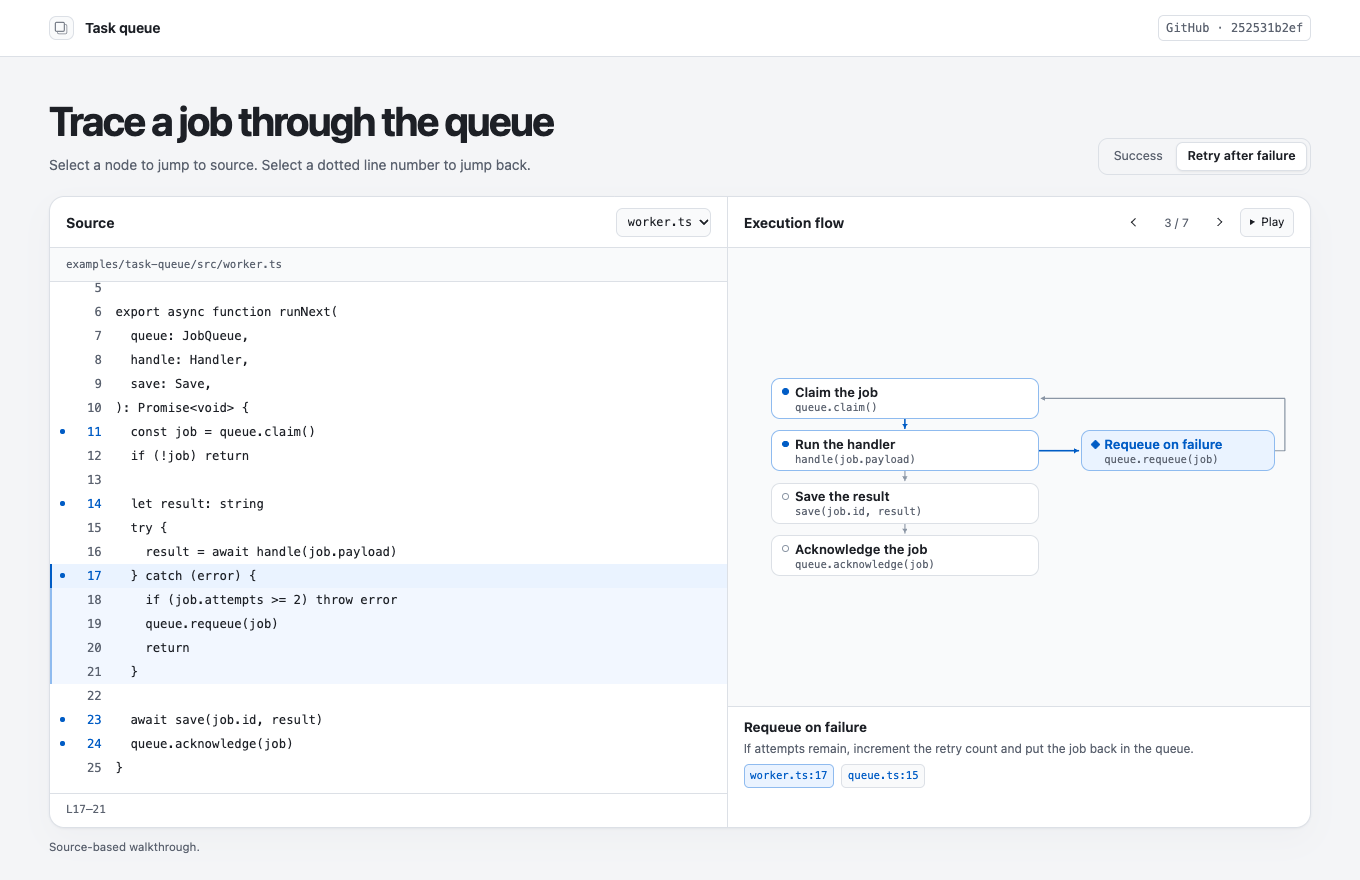 Task queue
GitHub · 252531b2ef
Trace a job through the queue
Select a node to jump to source. Select a dotted line number to jump back.
Success
Retry after failure
Source
worker.ts
examples/task-queue/src/worker.ts
5
6 export async function runNext(
7   queue: JobQueue,
8   handle: Handler,
9   save: Save,
10 ): Promise<void> {
11   const job = queue.claim()
12   if (!job) return
13
14   let result: string
15   try {
16     result = await handle(job.payload)
17   } catch (error) {
18     if (job.attempts >= 2) throw error
19     queue.requeue(job)
20     return
21   }
22
23   await save(job.id, result)
24   queue.acknowledge(job)
25 }
L17–21
Execution flow
3 / 7
Play
Claim the job
queue.claim()
Run the handler
handle(job.payload)
Requeue on failure
queue.requeue(job)
Save the result
save(job.id, result)
Acknowledge the job
queue.acknowledge(job)
Requeue on failure
If attempts remain, increment the retry count and put the job back in the queue.
worker.ts:17
queue.ts:15
Source-based walkthrough.